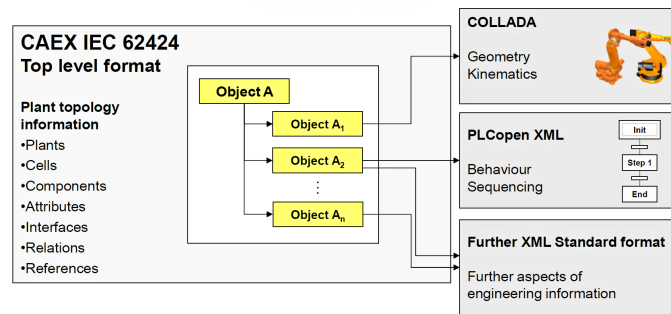 CAEX IEC 62424
Top level format
Plant topology
information
•Plants
•Cells
•Components
•Attributes
•Interfaces
•Relations
•References
Object A
Object A1
Object A2
⋮
Object An
COLLADA
Geometry
Kinematics
PLCopen XML
Behaviour
Sequencing
Init
Step 1
End
Further XML Standard format
Further aspects of
engineering information